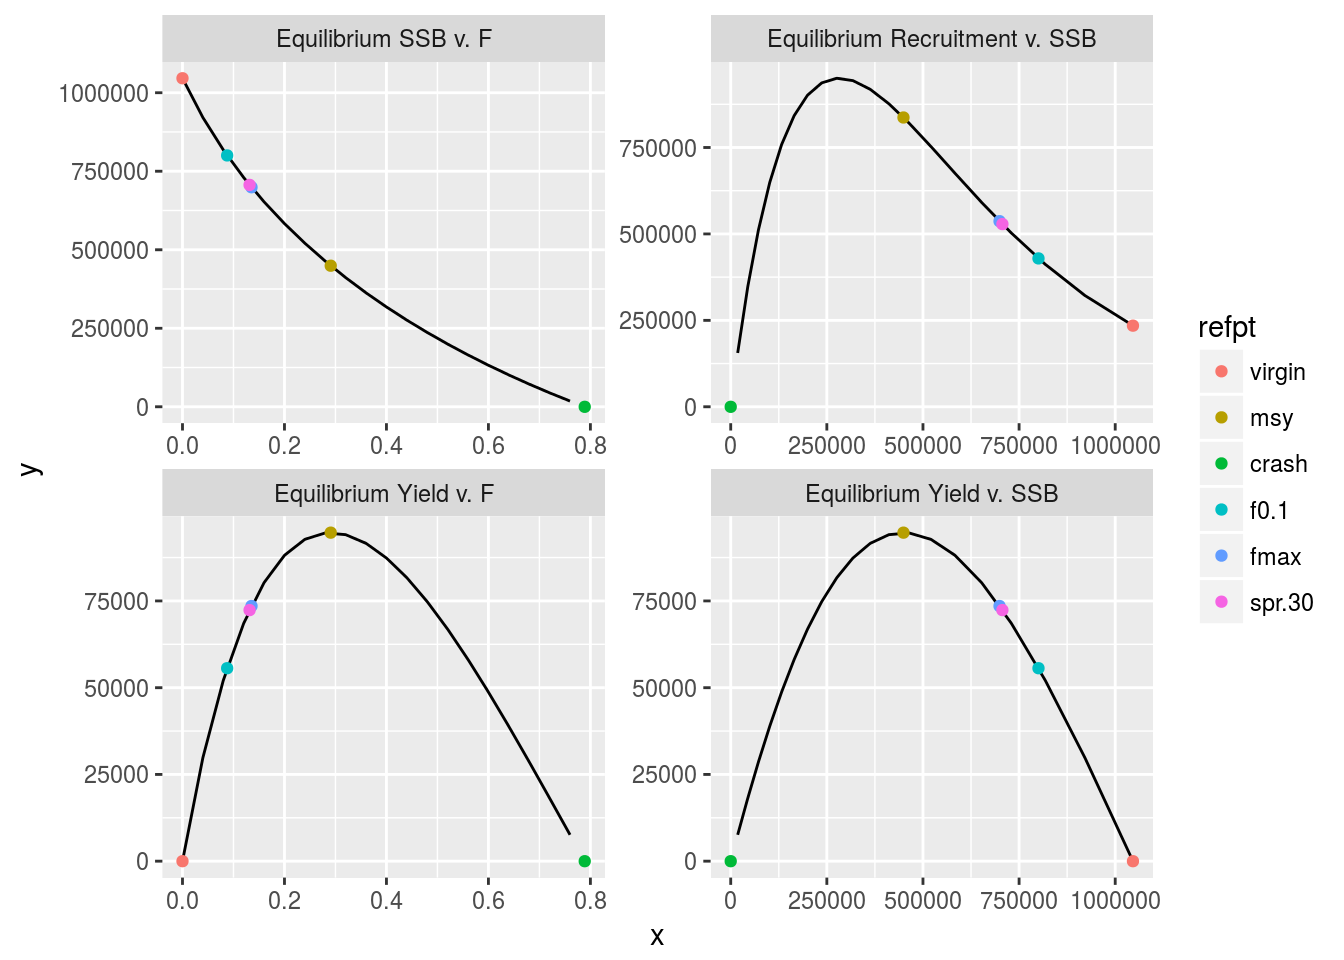 Equilibrium SSB v. F
1000000
750000
500000
250000
0
0.0 0.2 0.4 0.6 0.8
Equilibrium Recruitment v. SSB
750000
500000
250000
0
0 250000 500000 750000 1000000
Equilibrium Yield v. F
75000
50000
25000
0
0.0 0.2 0.4 0.6 0.8
Equilibrium Yield v. SSB
75000
50000
25000
0
0 250000 500000 750000 1000000
y
x
refpt
virgin
msy
crash
f0.1
fmax
spr.30